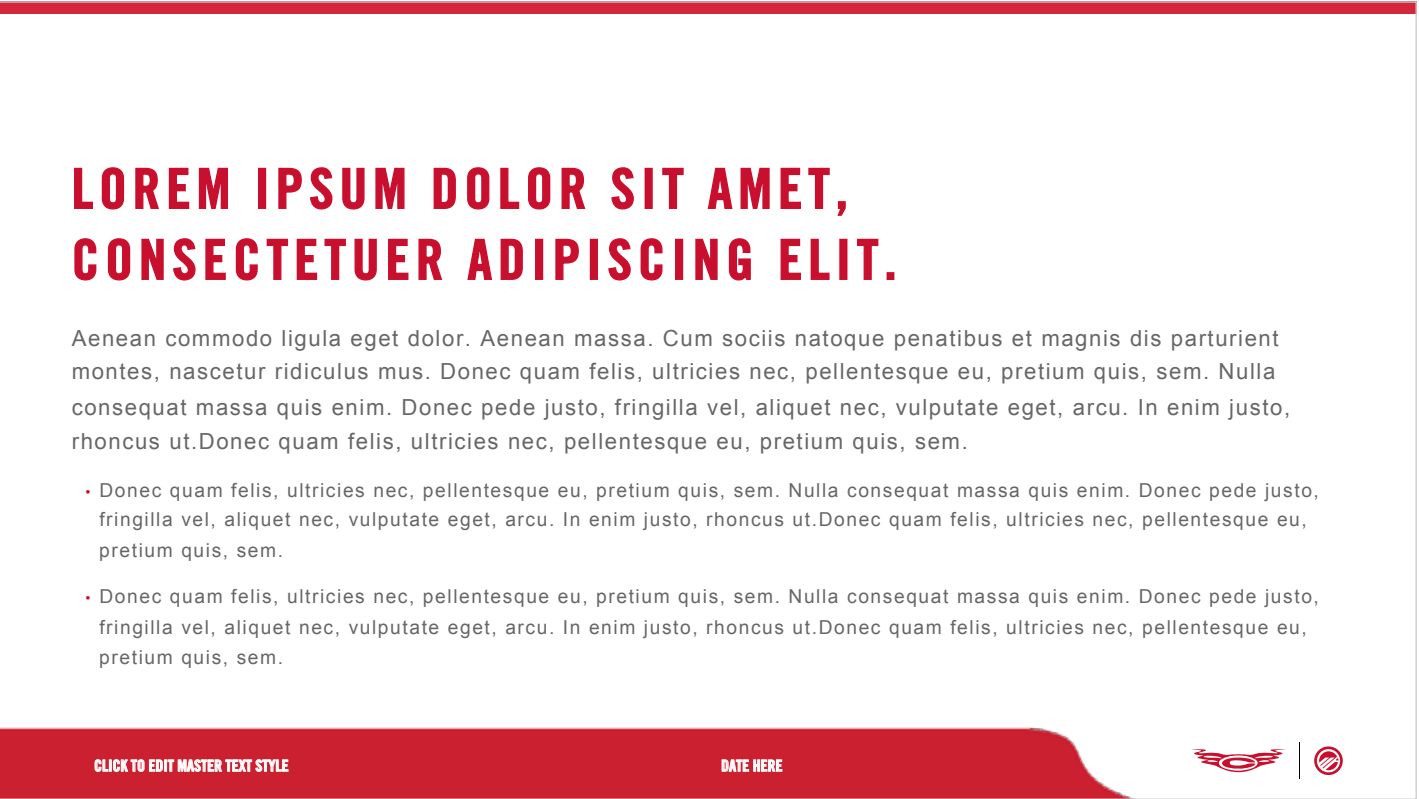 LOREM IPSUM DOLOR SIT AMET,
CONSECTETUER ADIPISCING ELIT.
Aenean commodo ligula eget dolor. Aenean massa. Cum sociis natoque penatibus et magnis dis parturient
montes, nascetur ridiculus mus. Donec quam felis, ultricies nec, pellentesque eu, pretium quis, sem. Nulla
consequat massa quis enim. Donec pede justo, fringilla vel, aliquet nec, vulputate eget, arcu. In enim justo,
rhoncus ut.Donec quam felis, ultricies nec, pellentesque eu, pretium quis, sem.
• Donec quam felis, ultricies nec, pellentesque eu, pretium quis, sem. Nulla consequat massa quis enim. Donec pede justo,
fringilla vel, aliquet nec, vulputate eget, arcu. In enim justo, rhoncus ut.Donec quam felis, ultricies nec, pellentesque eu,
pretium quis, sem.
• Donec quam felis, ultricies nec, pellentesque eu, pretium quis, sem. Nulla consequat massa quis enim. Donec pede justo,
fringilla vel, aliquet nec, vulputate eget, arcu. In enim justo, rhoncus ut.Donec quam felis, ultricies nec, pellentesque eu,
pretium quis, sem.
CLICK TO EDIT MASTER TEXT STYLE
DATE HERE